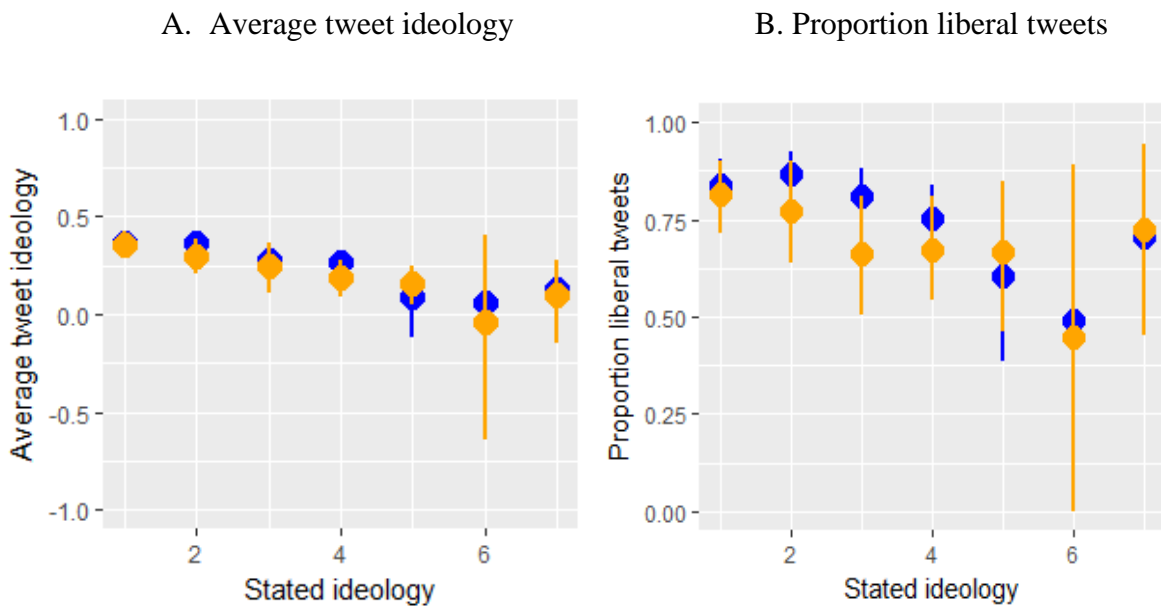 A. Average tweet ideology
B. Proportion liberal tweets
Average tweet ideology
1.0
0.5
0.0
-0.5
-1.0
2
4
6
Stated ideology
Proportion liberal tweets
1.00
0.75
0.50
0.25
0.00
2
4
6
Stated ideology